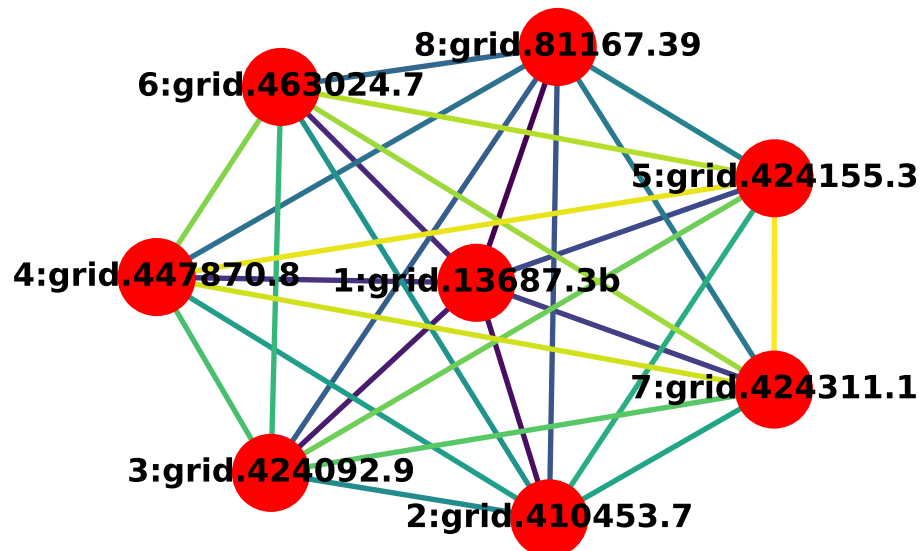 8:grid.81167.39
6:grid.463024.7
5:grid.424155.3
4:grid.447870.8
1:grid.13687.3b
7:grid.424311.1
3:grid.424092.9
2:grid.410453.7